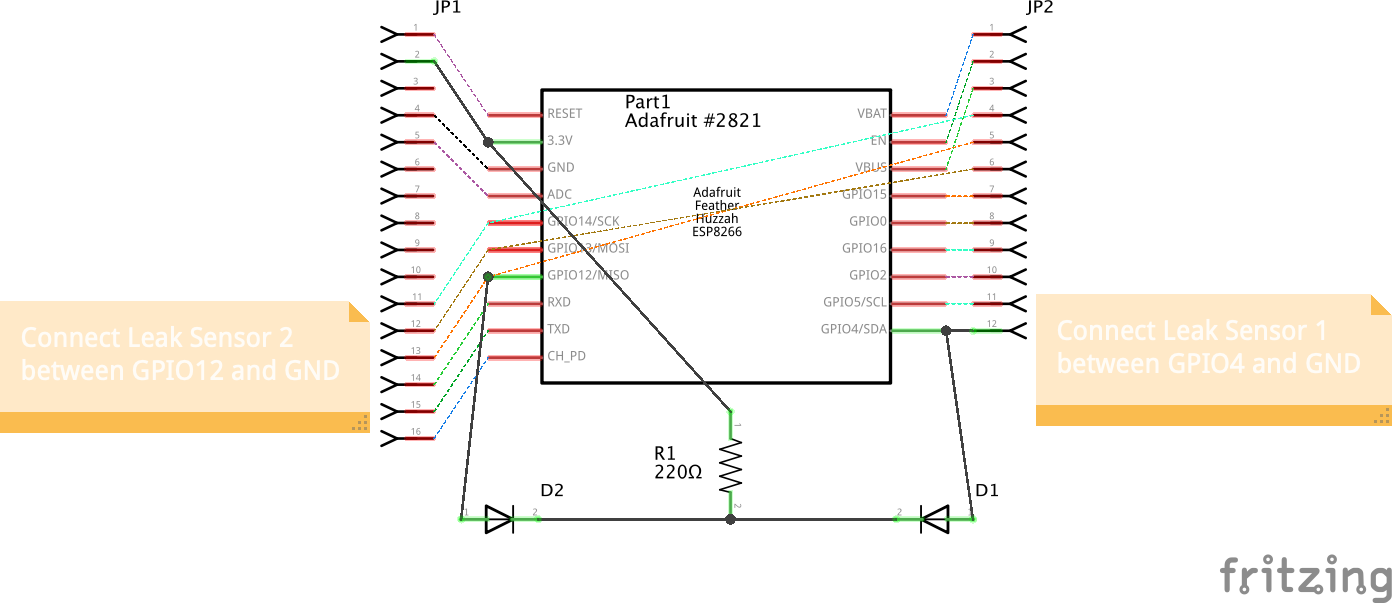 JP1
JP2
1
2
3
4
5
6
7
8
9
10
11
12
13
14
15
16
Part1
Adafruit #2821
RESET
3.3V
GND
ADC
GPIO14/SCK
GPIO13/MOSI
GPIO12/MISO
RXD
TXD
CH_PD
Adafruit
Feather
Huzzah
ESP8266
VBAT
EN
VBUS
GPIO15
GPIO0
GPIO16
GPIO2
GPIO5/SCL
GPIO4/SDA
1
2
3
4
5
6
7
8
9
10
11
12
Connect Leak Sensor 2
between GPIO12 and GND
Connect Leak Sensor 1
between GPIO4 and GND
1
R1
220Ω
2
D2
1
2
D1
2
1
fritzing